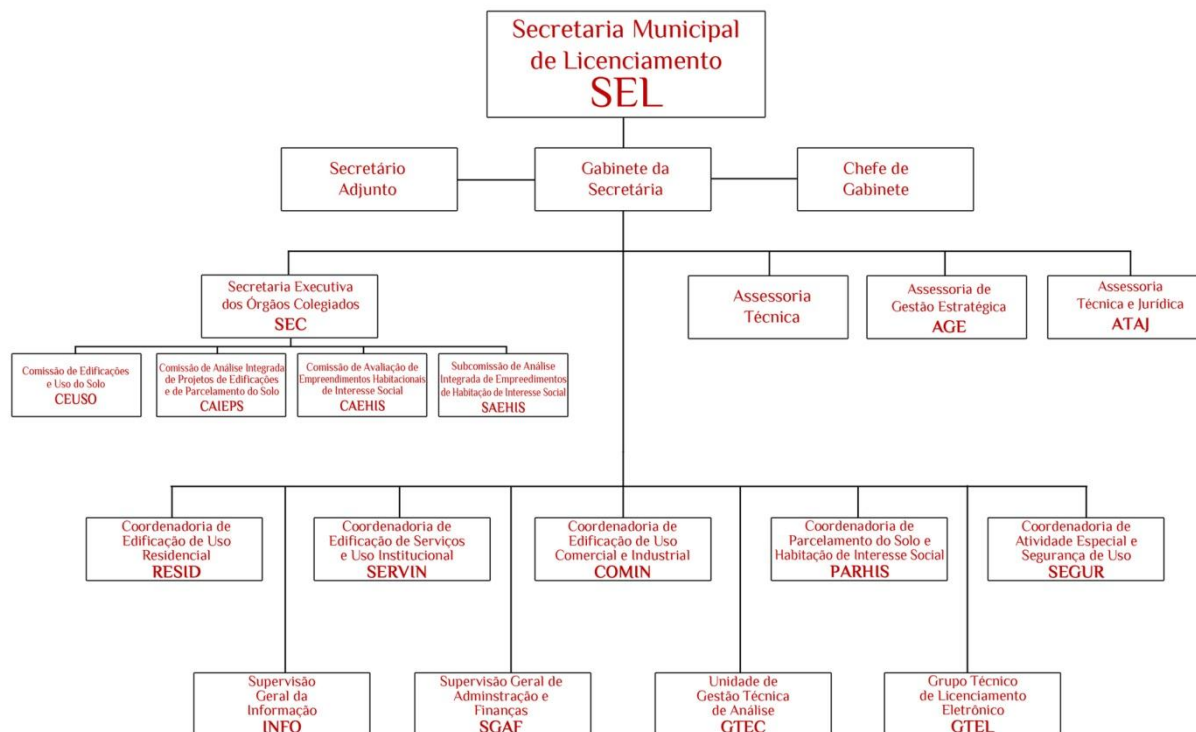 Secretaria Municipal
de Licenciamento
SEL
Secretário
Adjunto
Gabinete da
Secretária
Chefe de
Gabinete
Secretaria Executiva
dos Órgãos Colegiados
SEC
Assessoria
Técnica
Assessoria de
Gestão Estratégica
AGE
Assessoria
Técnica e Jurídica
ATAJ
Comissão de Edificações
e Uso do Solo
CEUSO
Comissão de Análise Integrada
de Projetos de Edificações
e de Parcelamento do Solo
CAIEPS
Comissão de Avaliação de
Empreendimentos Habitacionais
de Interesse Social
CAEHIS
Subcomissão de Análise
Integrada de Empreedimentos
de Habitação de Interesse Social
SAEHIS
Coordenadoria de
Edificação de Uso
Residencial
RESID
Coordenadoria de
Edificação de Serviços
e Uso Institucional
SERVIN
Coordenadoria de
Edificação de Uso
Comercial e Industrial
COMIN
Coordenadoria de
Parcelamento do Solo e
Habitação de Interesse Social
PARHIS
Coordenadoria de
Atividade Especial e
Segurança de Uso
SEGUR
Supervisão
Geral da
Informação
INFO
Supervisão Geral de
Adminstração e
Finanças
SGAF
Unidade de
Gestão Técnica
de Análise
GTEC
Grupo Técnico
de Licenciamento
Eletrônico
GTEL